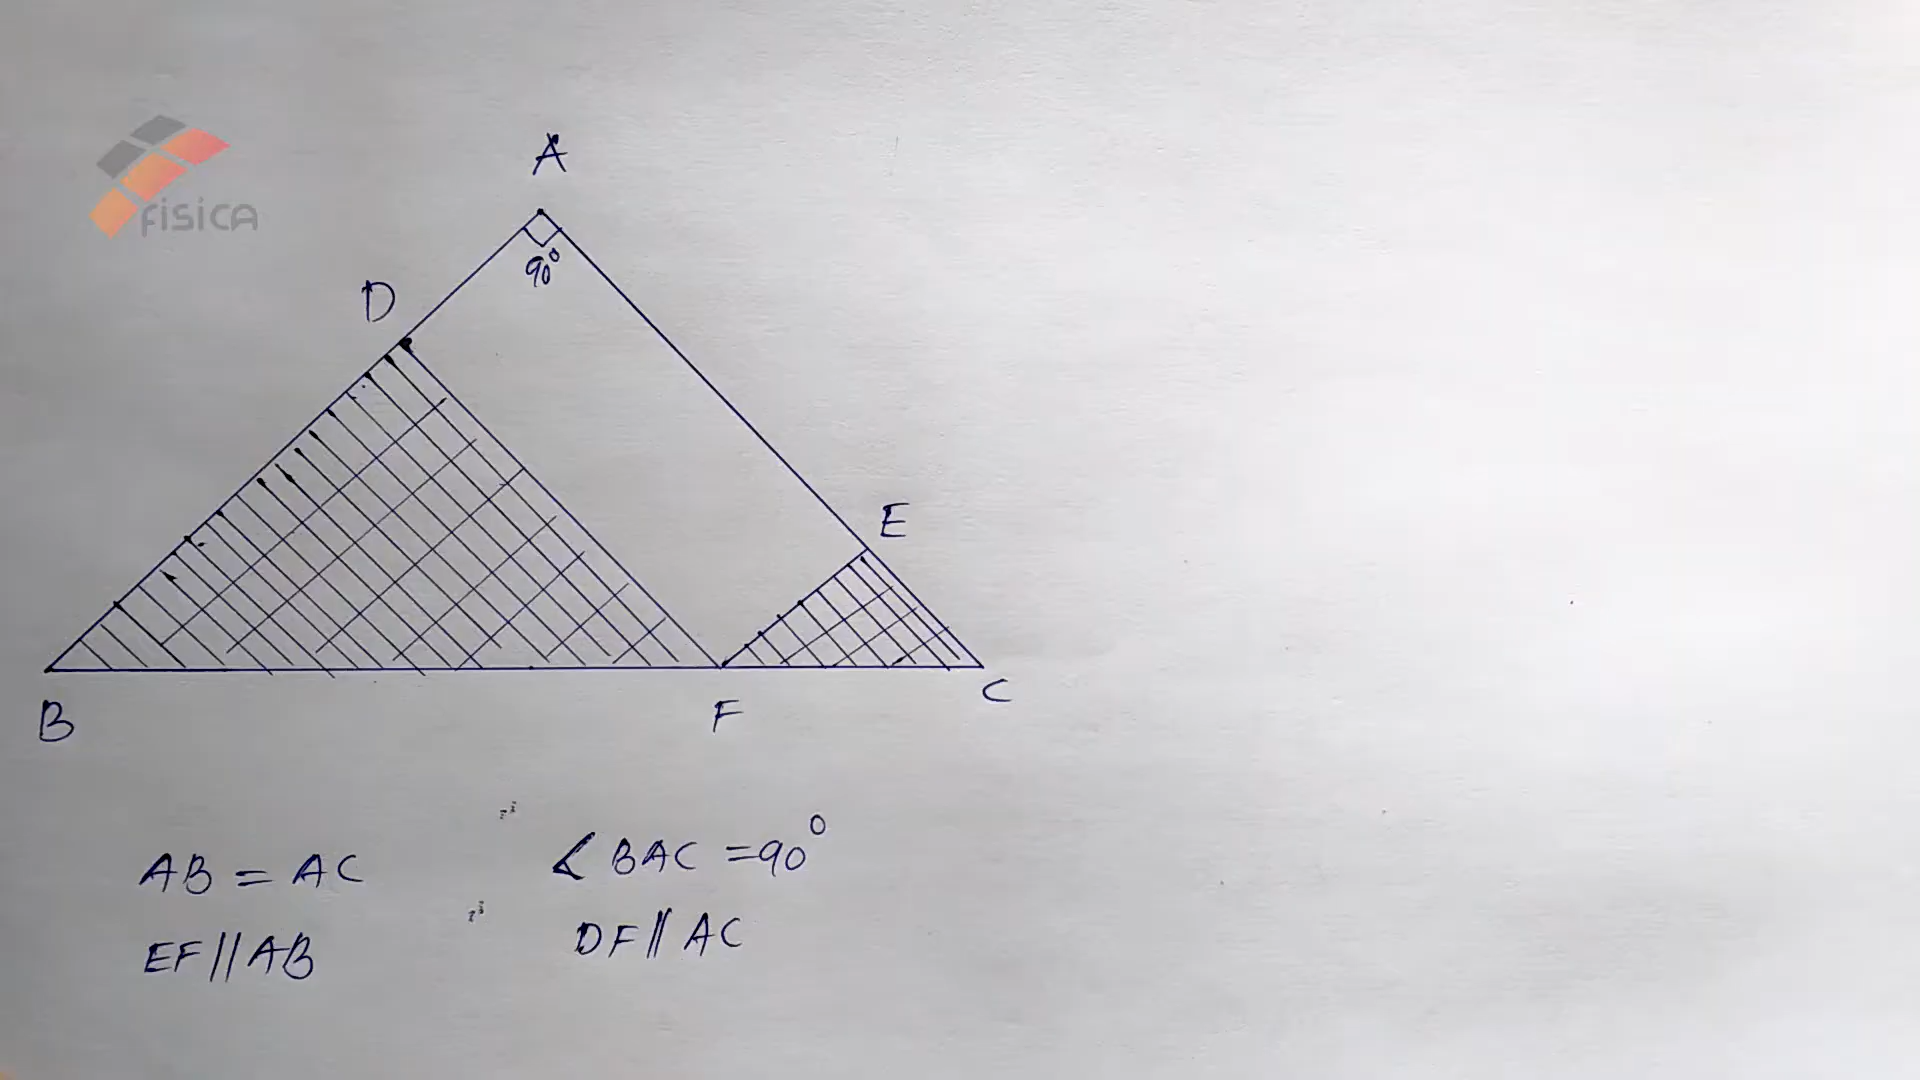 FISICA
A
90°
D
E
B
F
C
AB = AC
∠BAC = 90°
EF // AB
DF // AC